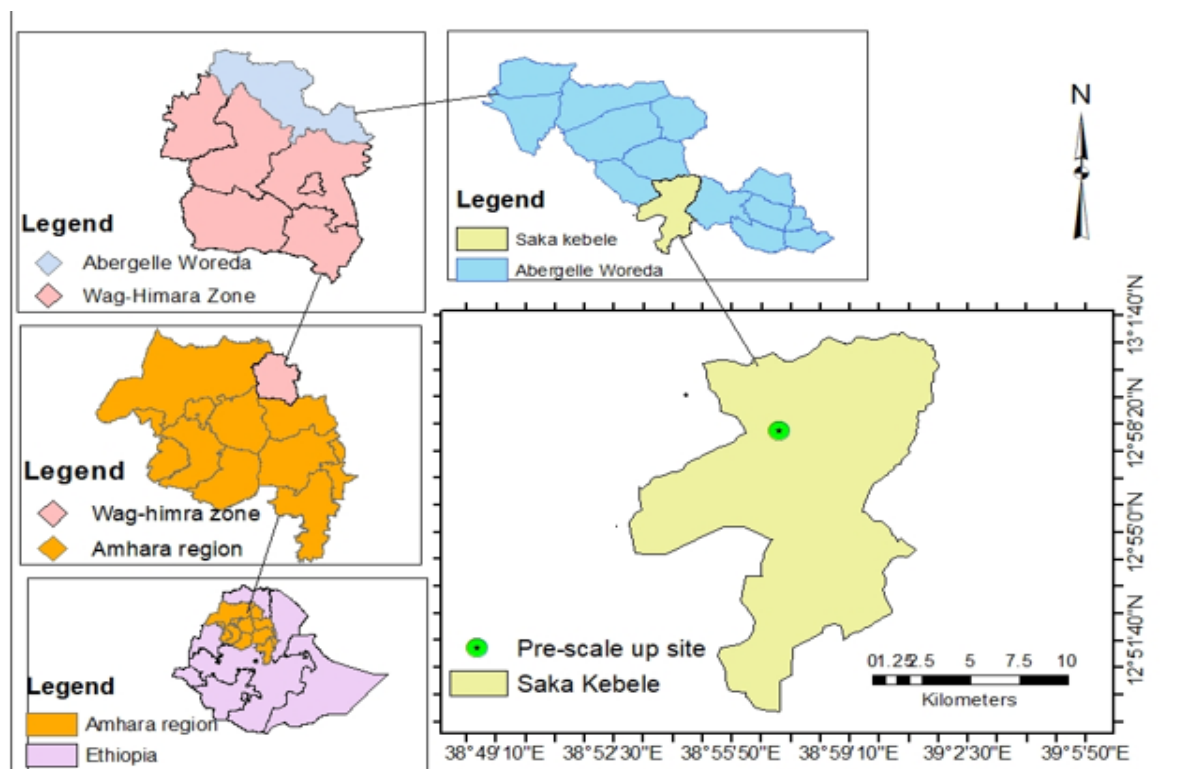 Legend
Abergelle Woreda
Wag-Himara Zone
Legend
Saka kebele
Abergelle Woreda
N
Legend
Wag-himra zone
Amhara region
Legend
Amhara region
Ethiopia
Pre-scale up site
Saka Kebele
01.252.5 5 7.5 10
Kilometers
13°1'40"N
12°58'20"N
12°55'0"N
12°51'40"N
38°49'10"E 38°52'30"E 38°55'50"E 38°59'10"E 39°2'30"E 39°5'50"E